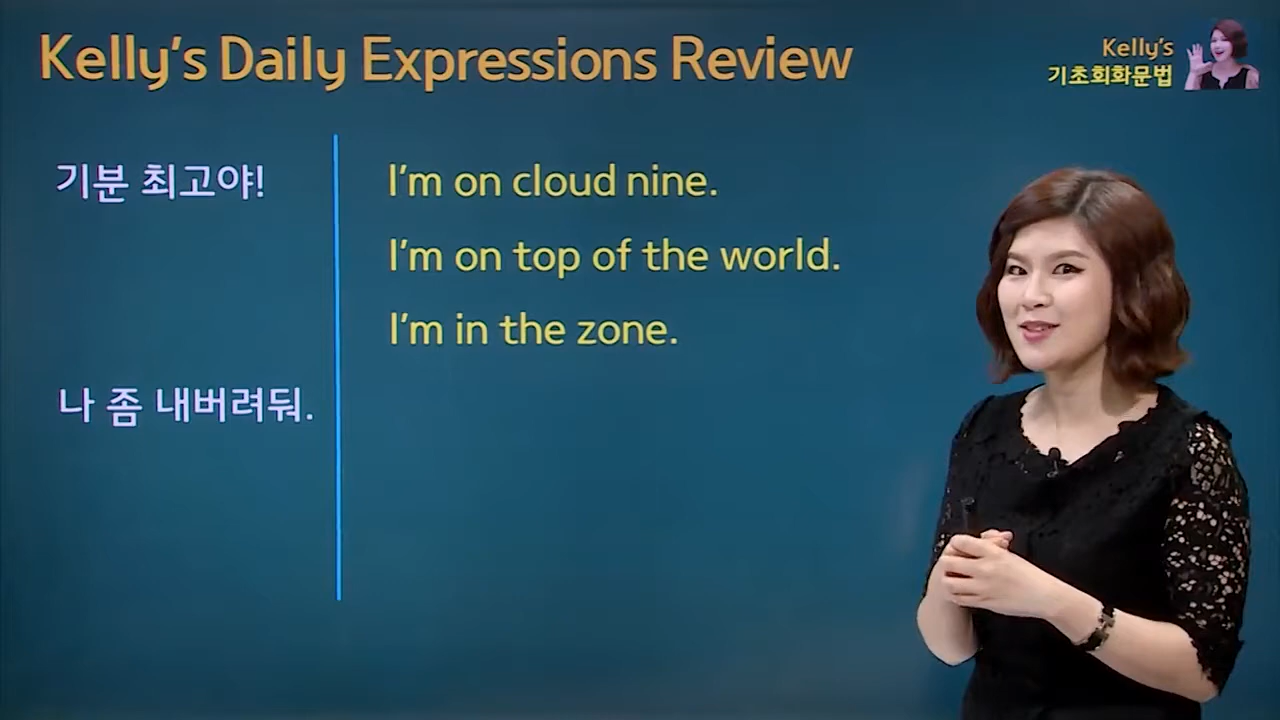 Kelly's Daily Expressions Review
Kelly's
기초회화문법
기분 최고야!
I'm on cloud nine.
I'm on top of the world.
I'm in the zone.
나 좀 내버려둬.